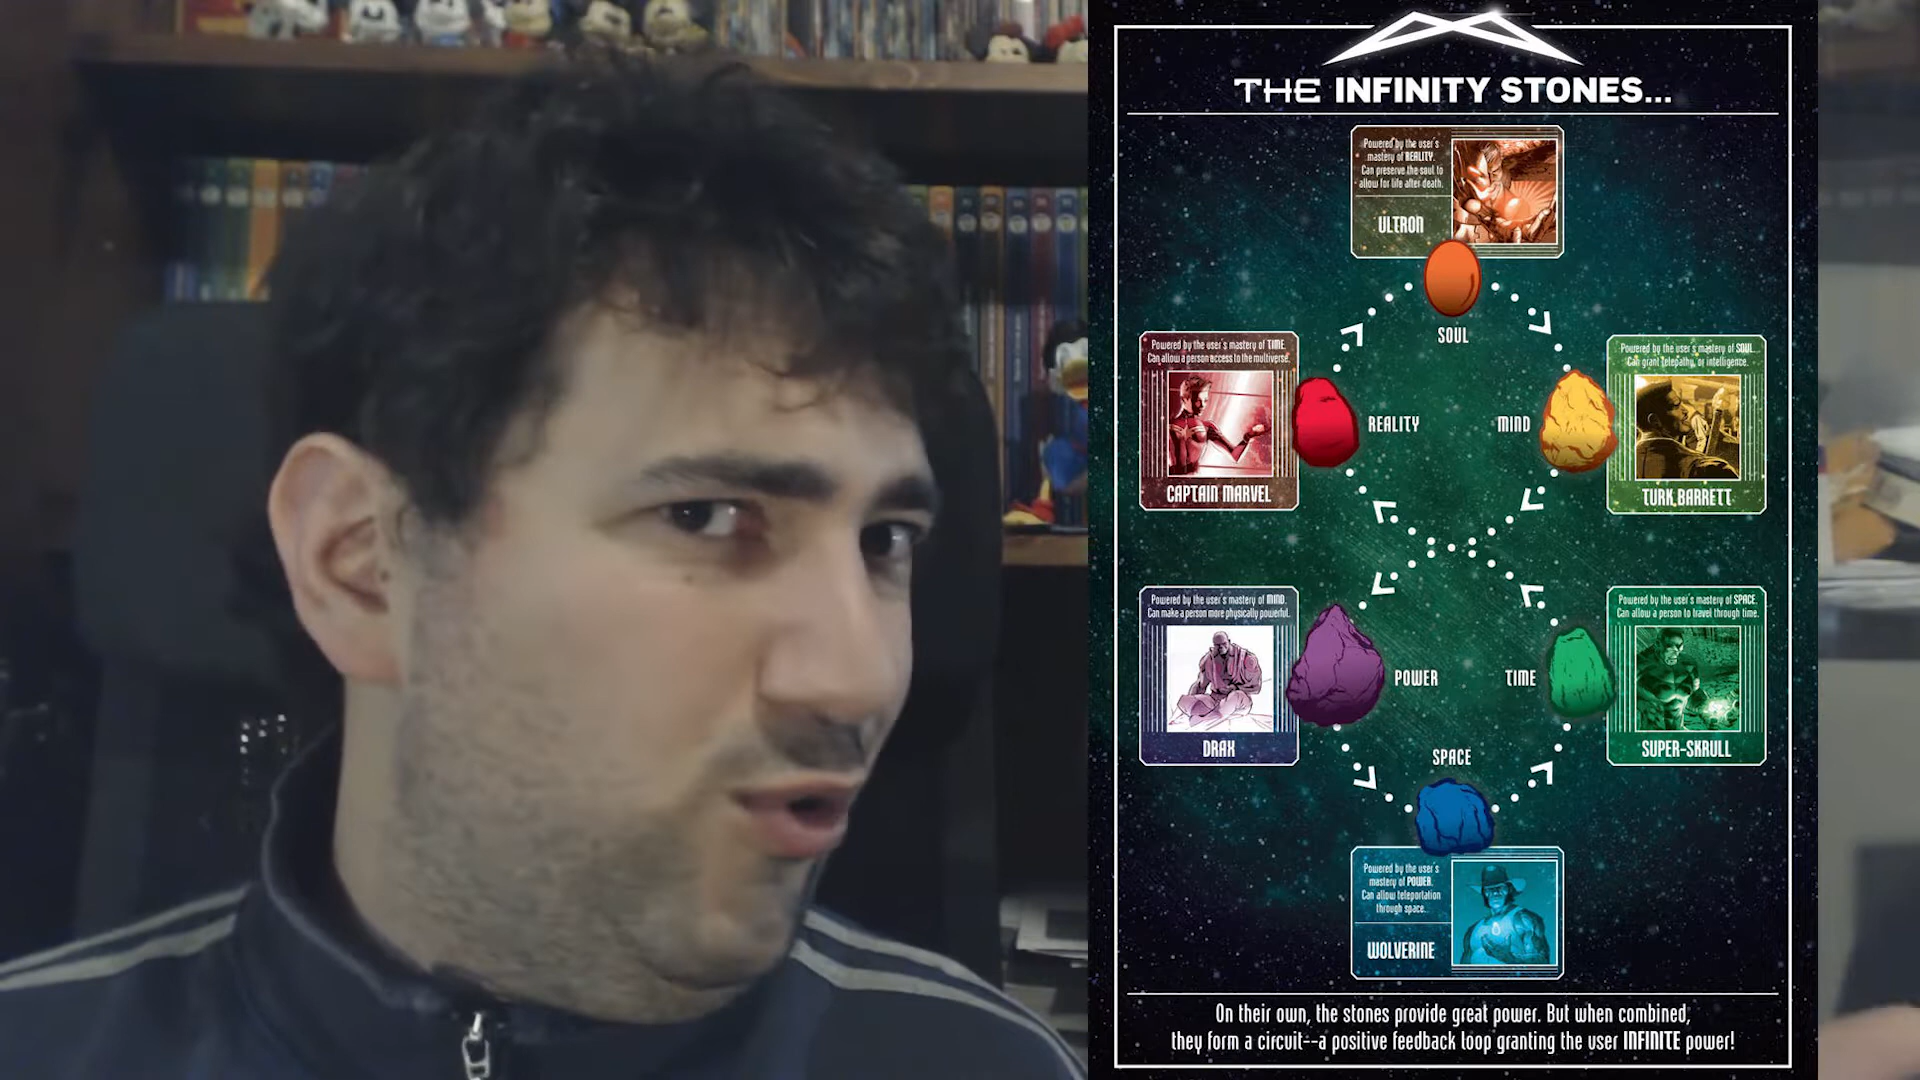 THE INFINITY STONES...
Powered by the user's
mastery of REALITY.
Can preserve the soul to
allow for life after death.
ULTRON
SOUL
Powered by the user's mastery of TIME.
Can allow a person access to the multiverse.
CAPTAIN MARVEL
REALITY
MIND
Powered by the user's mastery of SOUL.
Can grant telepathy, or intelligence.
TURK BARRETT
Powered by the user's mastery of MIND.
Can make a person more physically powerful.
DRAX
POWER
TIME
Powered by the user's mastery of SPACE.
Can allow a person to travel through time.
SUPER-SKRULL
SPACE
Powered by the user's
mastery of POWER.
Can allow teleportation
through space.
WOLVERINE
On their own, the stones provide great power. But when combined,
they form a circuit--a positive feedback loop granting the user INFINITE power!